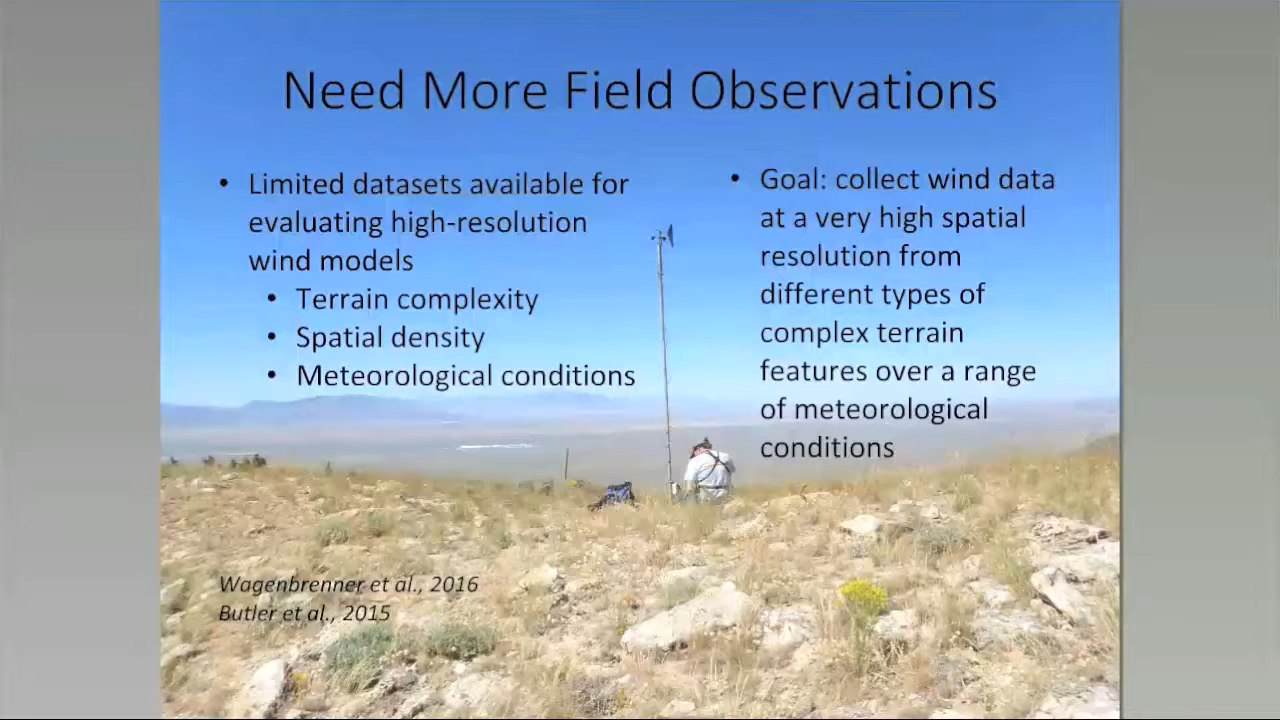 Need More Field Observations
• Limited datasets available for
evaluating high-resolution
wind models
• Terrain complexity
• Spatial density
• Meteorological conditions
• Goal: collect wind data
at a very high spatial
resolution from
different types of
complex terrain
features over a range
of meteorological
conditions
Wagenbrenner et al., 2016
Butler et al., 2015